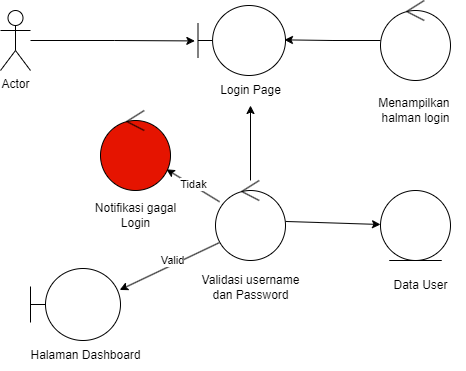 Actor
Login Page
Menampilkan
halman login
Tidak
Notifikasi gagal
Login
Valid
Validasi username
dan Password
Data User
Halaman Dashboard